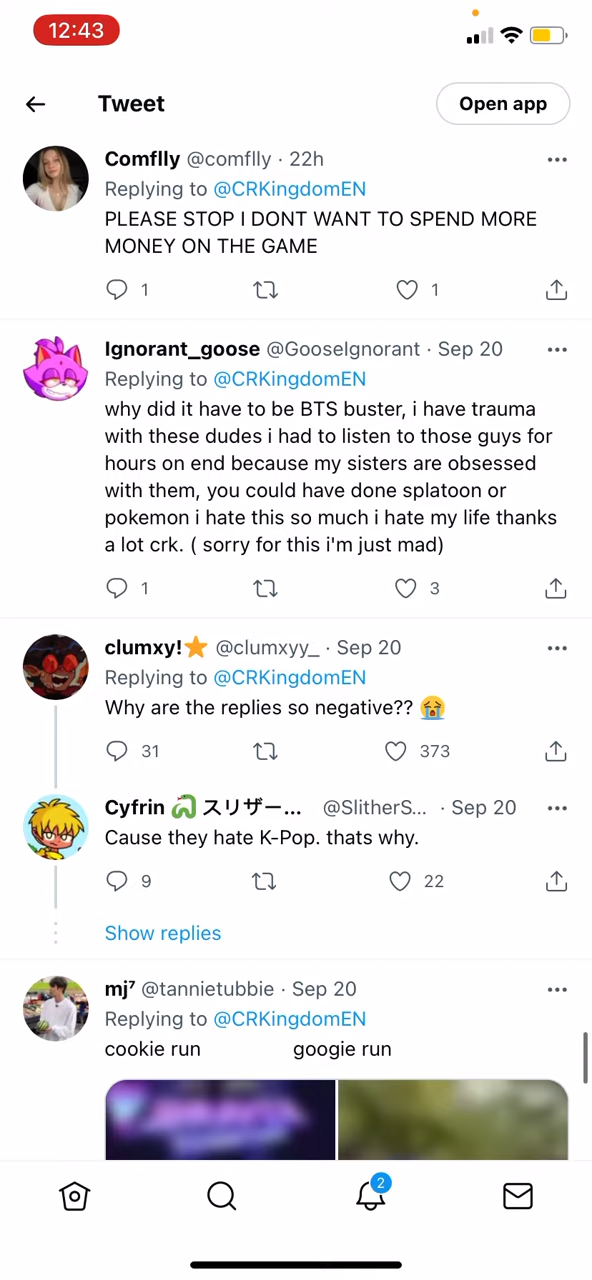 12:43
Tweet
Open app
Comflly @comflly · 22h
Replying to @CRKingdomEN
PLEASE STOP I DONT WANT TO SPEND MORE
MONEY ON THE GAME
1
1
Ignorant_goose @GooseIgnorant · Sep 20
Replying to @CRKingdomEN
why did it have to be BTS buster, i have trauma
with these dudes i had to listen to those guys for
hours on end because my sisters are obsessed
with them, you could have done splatoon or
pokemon i hate this so much i hate my life thanks
a lot crk. ( sorry for this i'm just mad)
1
3
clumxy!⭐ @clumxyy_ · Sep 20
Replying to @CRKingdomEN
Why are the replies so negative?? 😭
31
373
Cyfrin 🐍 スリザー... @SlitherS... · Sep 20
Cause they hate K-Pop. thats why.
9
22
Show replies
mj⁷ @tannietubbie · Sep 20
Replying to @CRKingdomEN
cookie run googie run
2